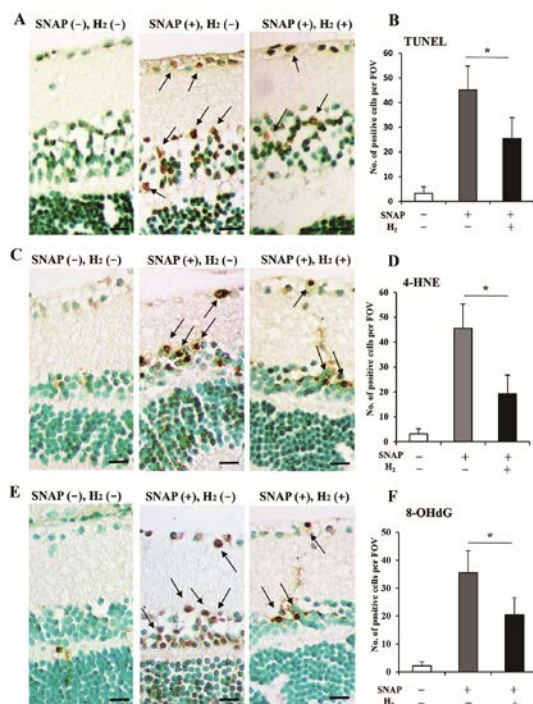 A
SNAP (–), H2 (–) SNAP (+), H2 (–) SNAP (+), H2 (+)
B
TUNEL
*
No. of positive cells per FOV
60
50
40
30
20
10
0
SNAP – + +
H2 – – +
C
SNAP (–), H2 (–) SNAP (+), H2 (–) SNAP (+), H2 (+)
D
4-HNE
*
No. of positive cells per FOV
60
50
40
30
20
10
0
SNAP – + +
H2 – – +
E
SNAP (–), H2 (–) SNAP (+), H2 (–) SNAP (+), H2 (+)
F
8-OHdG
*
No. of positive cells per FOV
60
50
40
30
20
10
0
SNAP – + +
H2 – – +